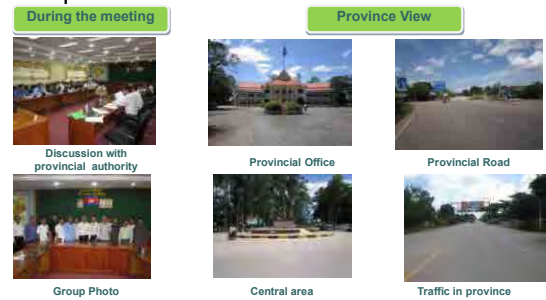 During the meeting
Province View
Discussion with
provincial authority
Provincial Office
Provincial Road
Group Photo
Central area
Traffic in province